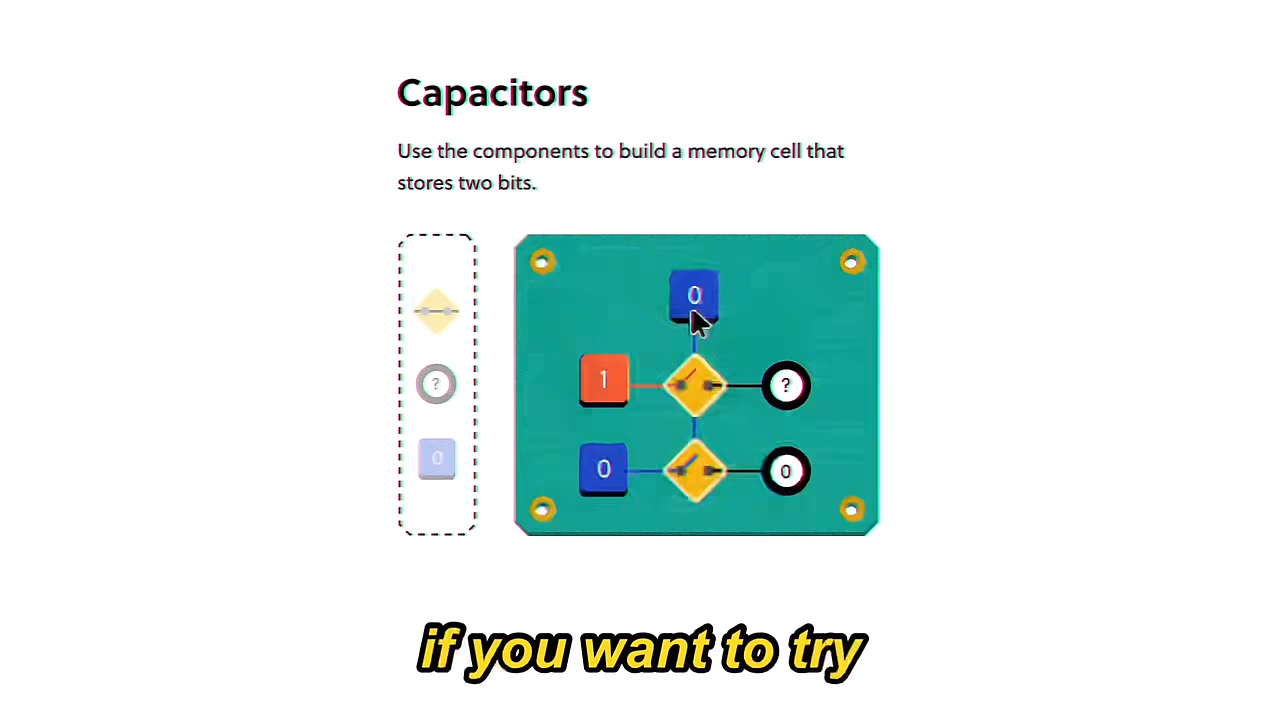 Capacitors
Use the components to build a memory cell that
stores two bits.
0
1
?
?
0
0
0
if you want to try